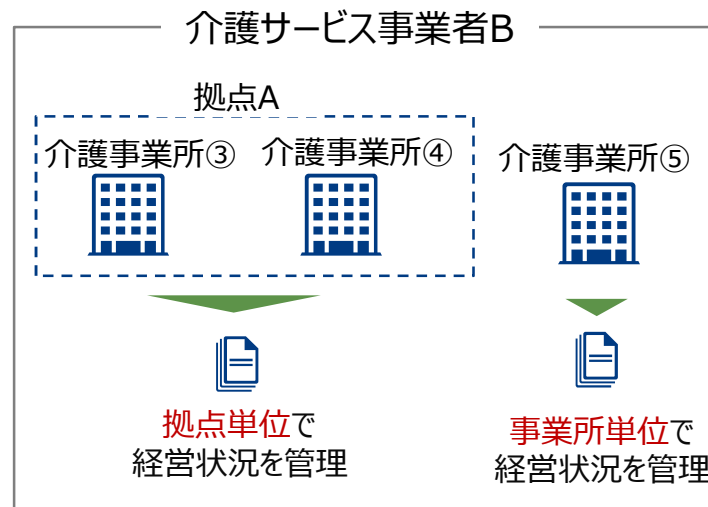 介護サービス事業者B
拠点A
介護事業所③
介護事業所④
介護事業所⑤
拠点単位で
経営状況を管理
事業所単位で
経営状況を管理